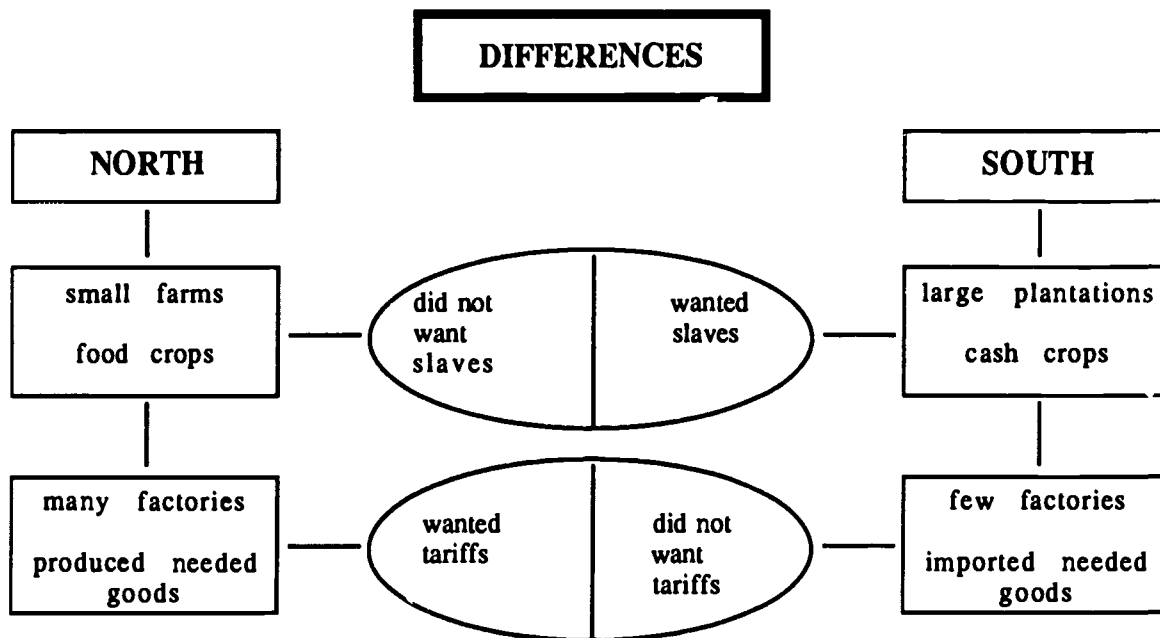 DIFFERENCES
NORTH
SOUTH
small farms
food crops
did not
want
slaves
wanted
slaves
large plantations
cash crops
many factories
produced needed
goods
wanted
tariffs
did not
want
tariffs
few factories
imported needed
goods